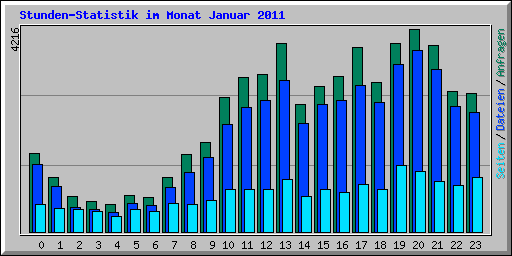 Stunden-Statistik im Monat Januar 2011
4216
Seiten / Dateien / Anfragen
0 1 2 3 4 5 6 7 8 9 10 11 12 13 14 15 16 17 18 19 20 21 22 23